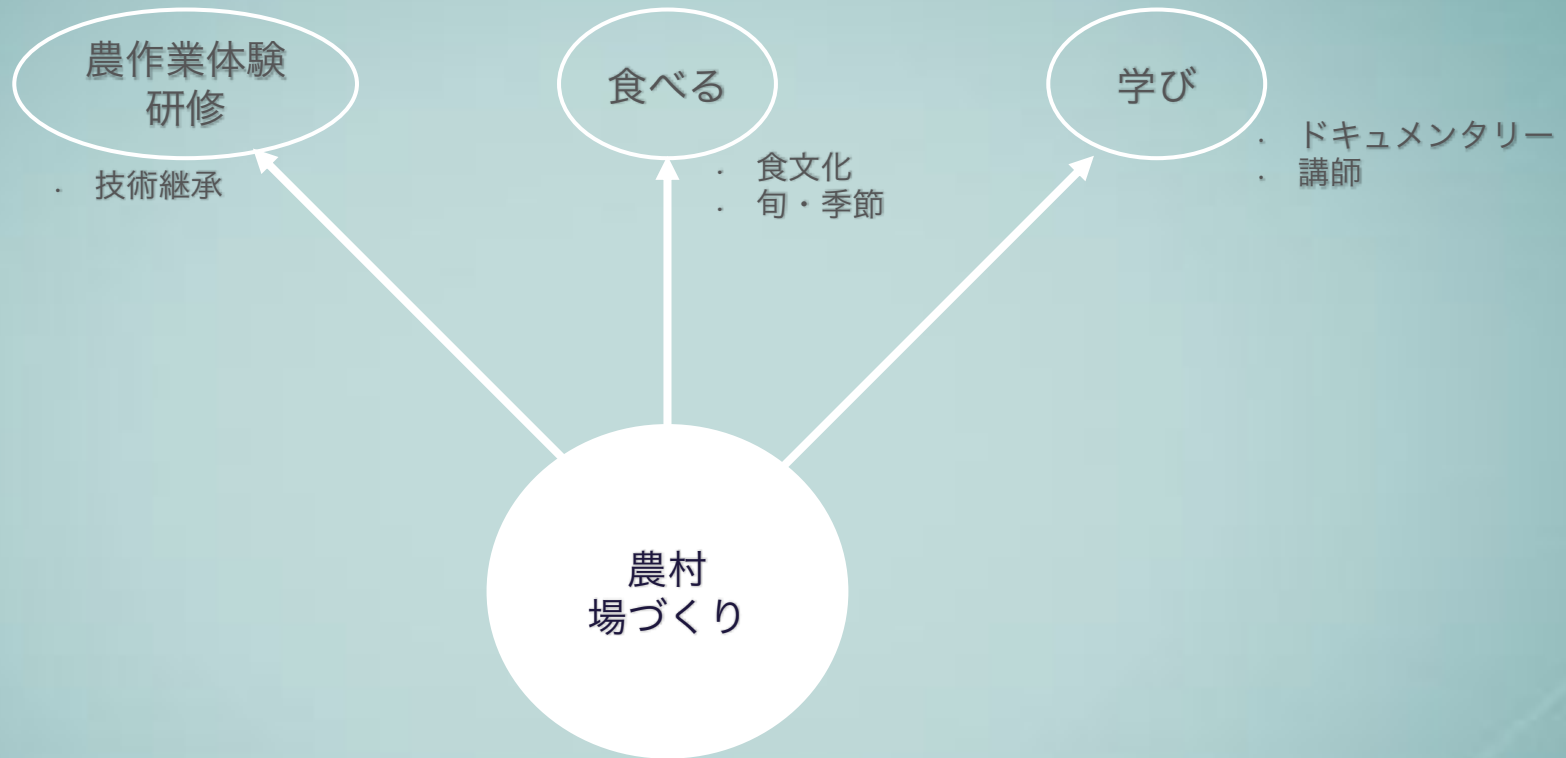 農作業体験
研修
・ 技術継承
食べる
・ 食文化
・ 旬・季節
学び
・ ドキュメンタリー
・ 講師
農村
場づくり